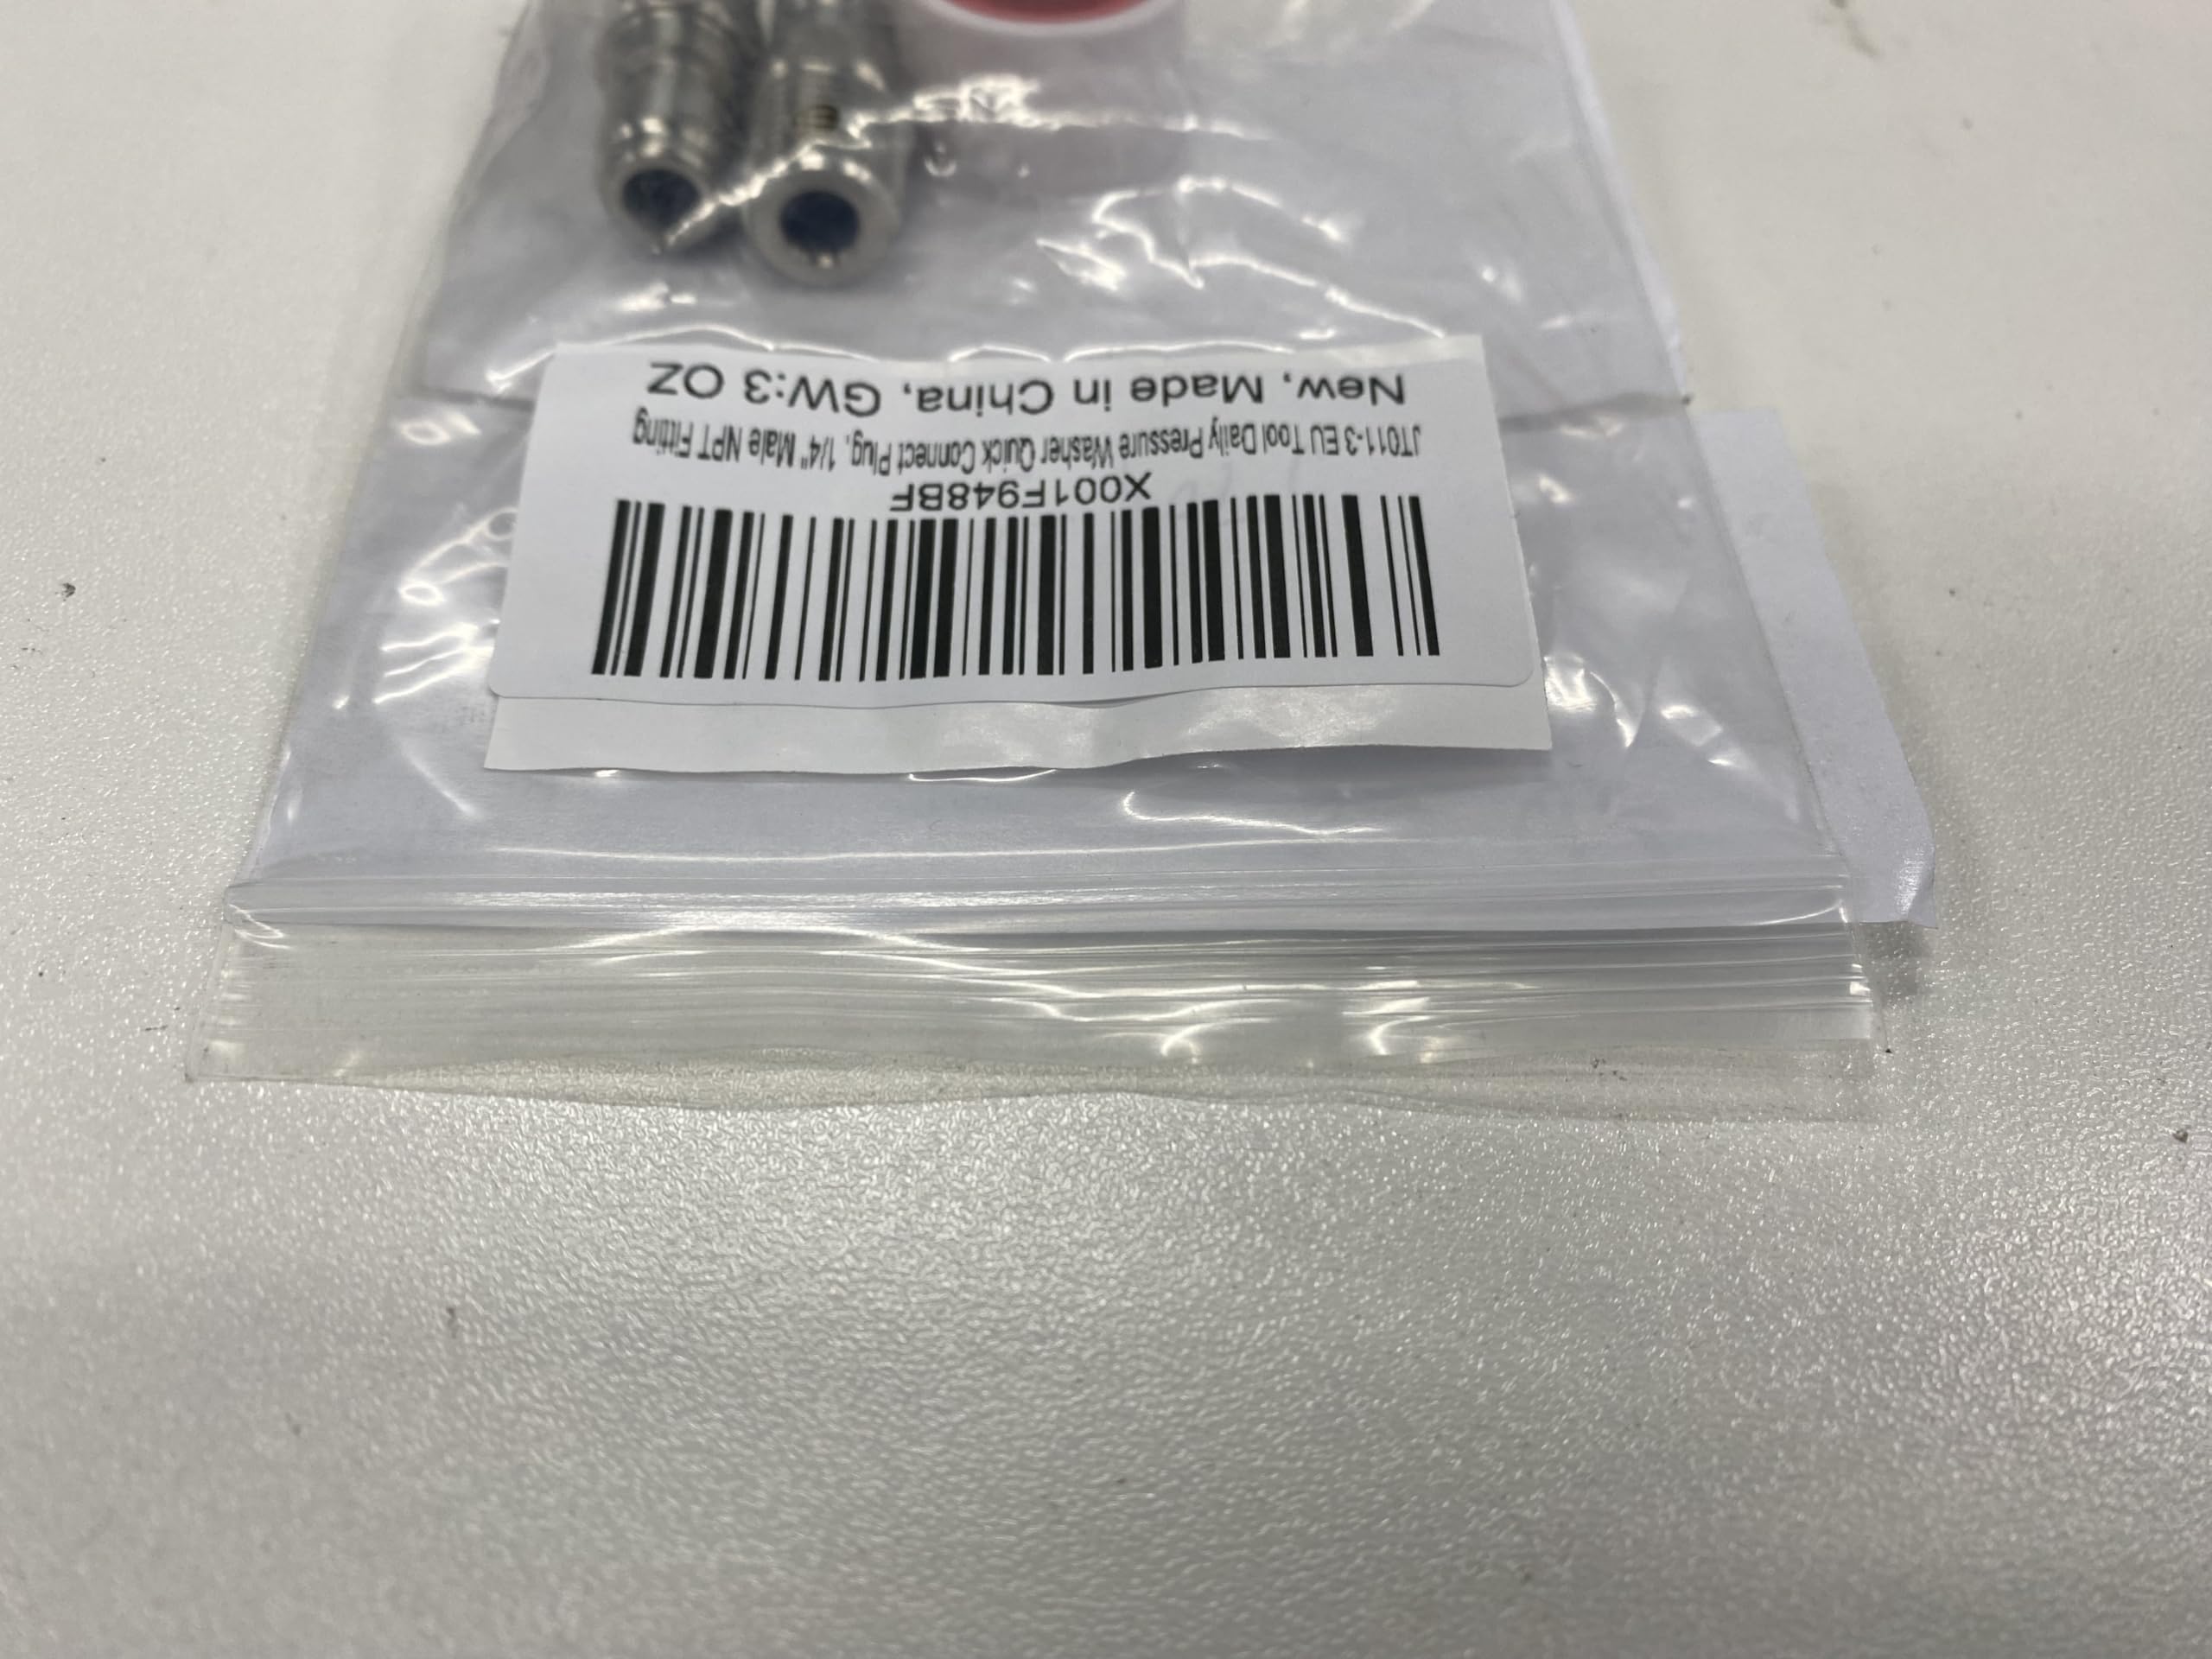 X001F948BF
JT011-3 EU Tool Daily Pressure Washer Quick Connect Plug, 1/4" Male NPT Fitting
New, Made in China, GW:3 OZ